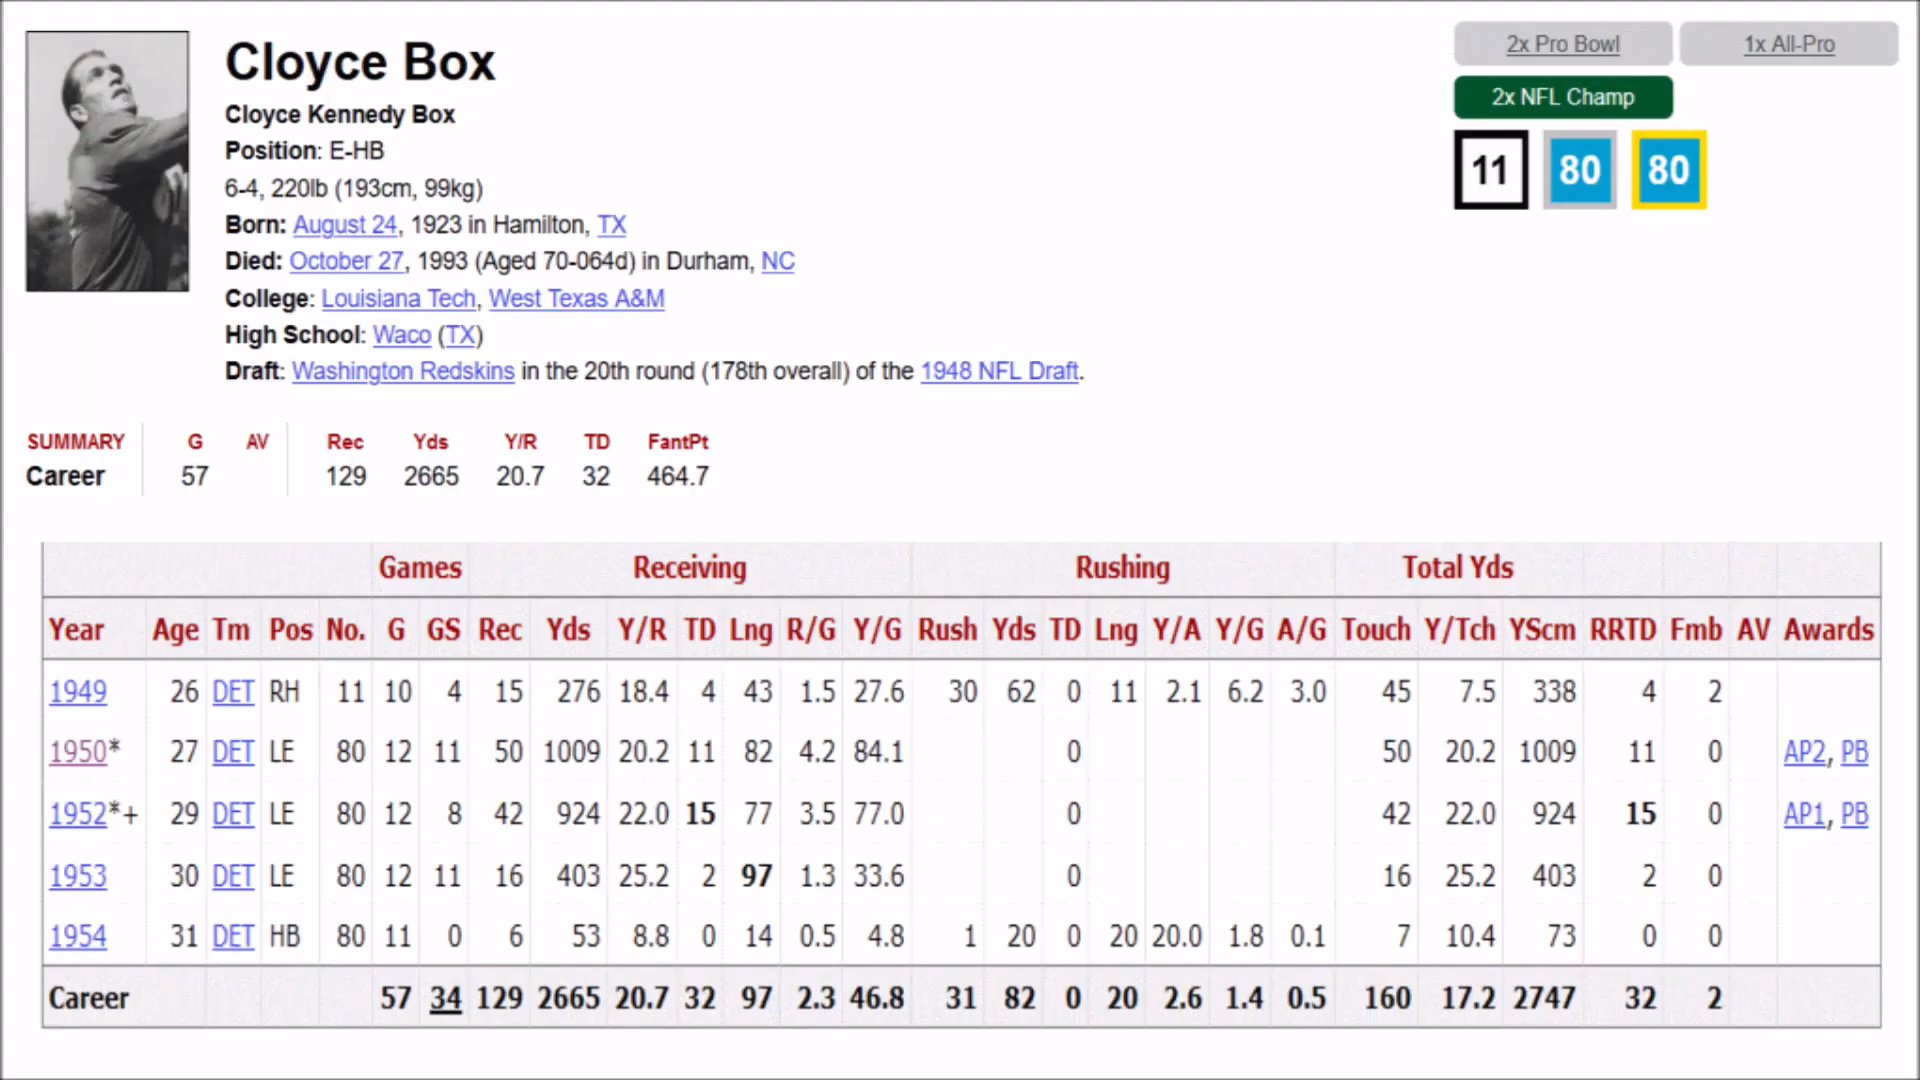 Cloyce Box
Cloyce Kennedy Box
Position: E-HB
6-4, 220lb (193cm, 99kg)
Born: August 24, 1923 in Hamilton, TX
Died: October 27, 1993 (Aged 70-064d) in Durham, NC
College: Louisiana Tech, West Texas A&M
High School: Waco (TX)
Draft: Washington Redskins in the 20th round (178th overall) of the 1948 NFL Draft.
2x Pro Bowl 1x All-Pro
2x NFL Champ
11 80 80
SUMMARY G AV Rec Yds Y/R TD FantPt
Career 57 129 2665 20.7 32 464.7
Games Receiving Rushing Total Yds
Year Age Tm Pos No. G GS Rec Yds Y/R TD Lng R/G Y/G Rush Yds TD Lng Y/A Y/G A/G Touch Y/Tch YScm RRTD Fmb AV Awards
1949 26 DET RH 11 10 4 15 276 18.4 4 43 1.5 27.6 30 62 0 11 2.1 6.2 3.0 45 7.5 338 4 2
1950* 27 DET LE 80 12 11 50 1009 20.2 11 82 4.2 84.1 0 50 20.2 1009 11 0 AP2, PB
1952*+ 29 DET LE 80 12 8 42 924 22.0 15 77 3.5 77.0 0 42 22.0 924 15 0 AP1, PB
1953 30 DET LE 80 12 11 16 403 25.2 2 97 1.3 33.6 0 16 25.2 403 2 0
1954 31 DET HB 80 11 0 6 53 8.8 0 14 0.5 4.8 1 20 0 20 20.0 1.8 0.1 7 10.4 73 0 0
Career 57 34 129 2665 20.7 32 97 2.3 46.8 31 82 0 20 2.6 1.4 0.5 160 17.2 2747 32 2